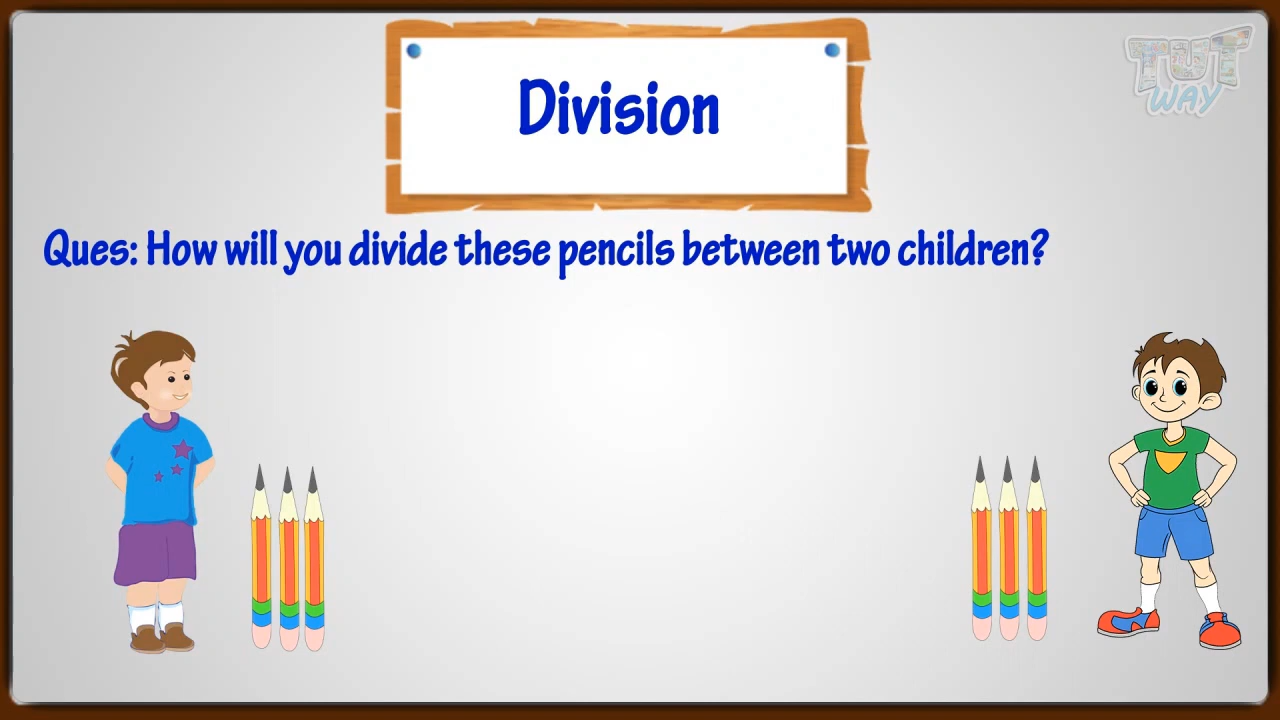 TUT
WAY
Division
Ques: How will you divide these pencils between two children?